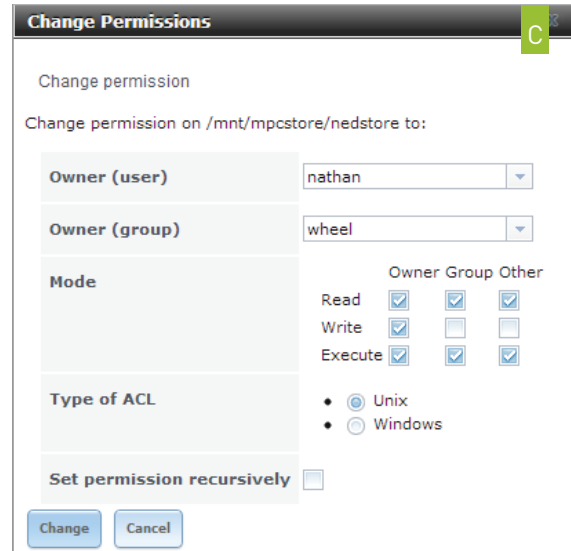 Change Permissions
C
Change permission
Change permission on /mnt/mpcstore/nedstore to:
Owner (user) nathan
Owner (group) wheel
Mode
Owner Group Other
Read
Write
Execute
Type of ACL
Unix
Windows
Set permission recursively
Change Cancel